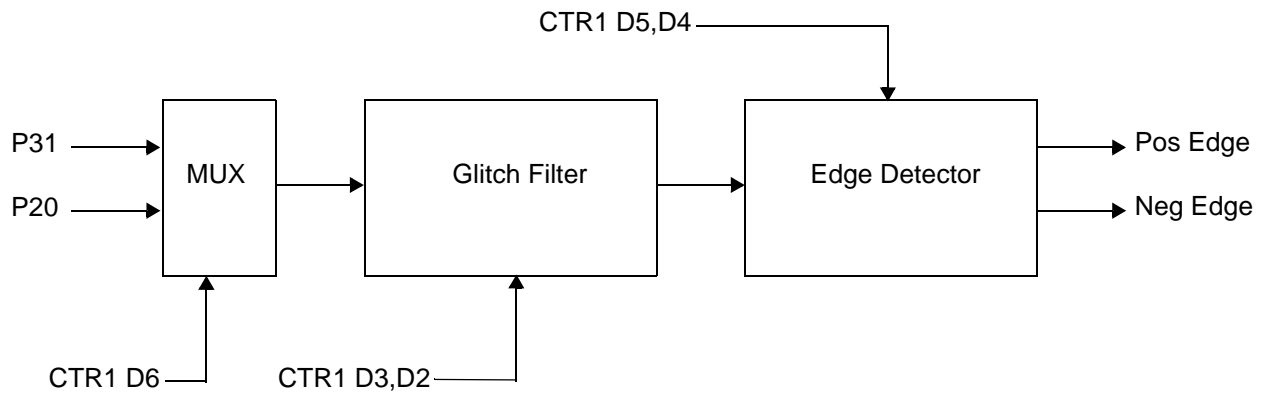 CTR1 D5,D4
P31
P20
MUX
Glitch Filter
Edge Detector
Pos Edge
Neg Edge
CTR1 D6
CTR1 D3,D2